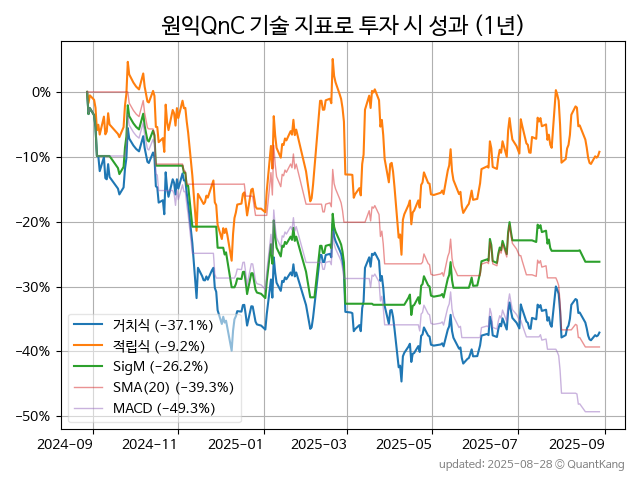 원익QnC 기술 지표로 투자 시 성과 (1년)
0%
−10%
−20%
−30%
−40%
−50%
거치식 (−37.1%)
적립식 (−9.2%)
SigM (−26.2%)
SMA(20) (−39.3%)
MACD (−49.3%)
2024-09
2024-11
2025-01
2025-03
2025-05
2025-07
2025-09
updated: 2025-08-28 © QuantKang